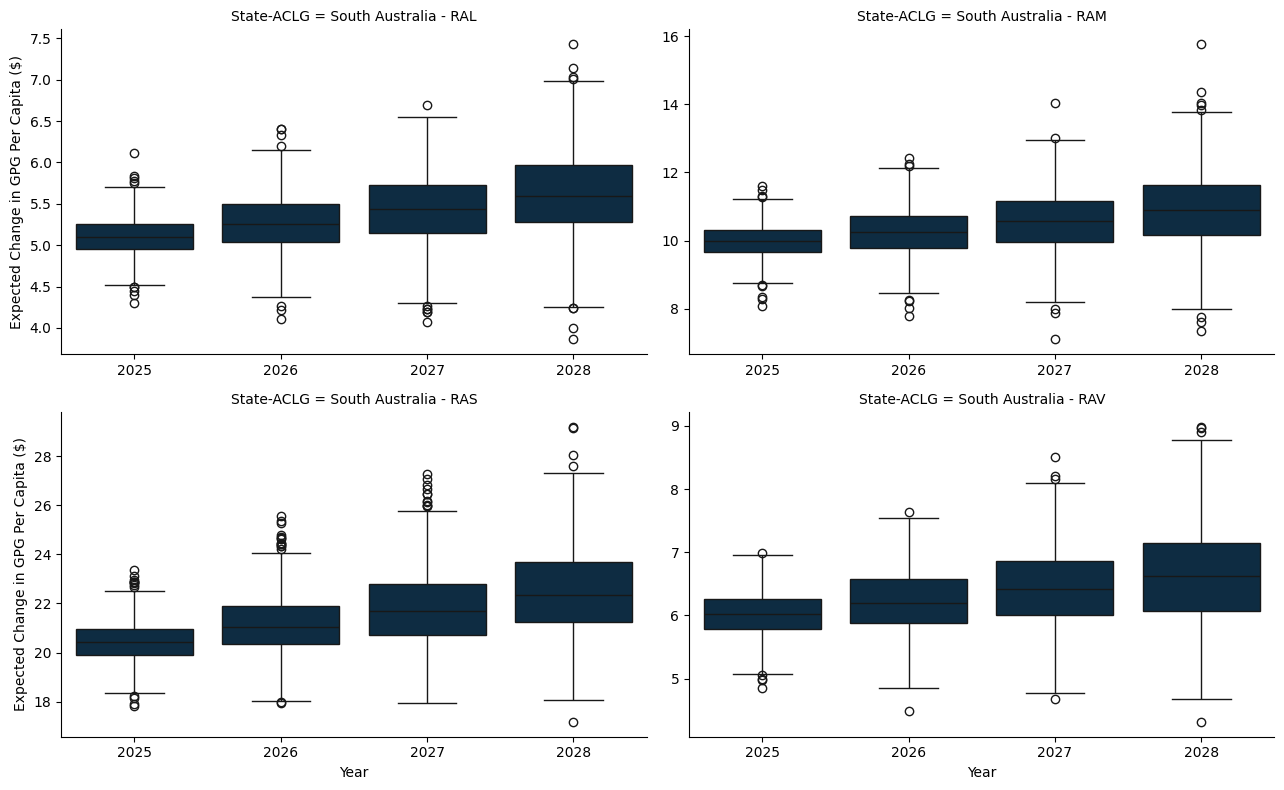 State-ACLG = South Australia - RAL
Expected Change in GPG Per Capita ($)
7.5
7.0
6.5
6.0
5.5
5.0
4.5
4.0
2025 2026 2027 2028
State-ACLG = South Australia - RAM
16
14
12
10
8
2025 2026 2027 2028
State-ACLG = South Australia - RAS
Expected Change in GPG Per Capita ($)
28
26
24
22
20
18
2025 2026 2027 2028
Year
State-ACLG = South Australia - RAV
9
8
7
6
5
2025 2026 2027 2028
Year